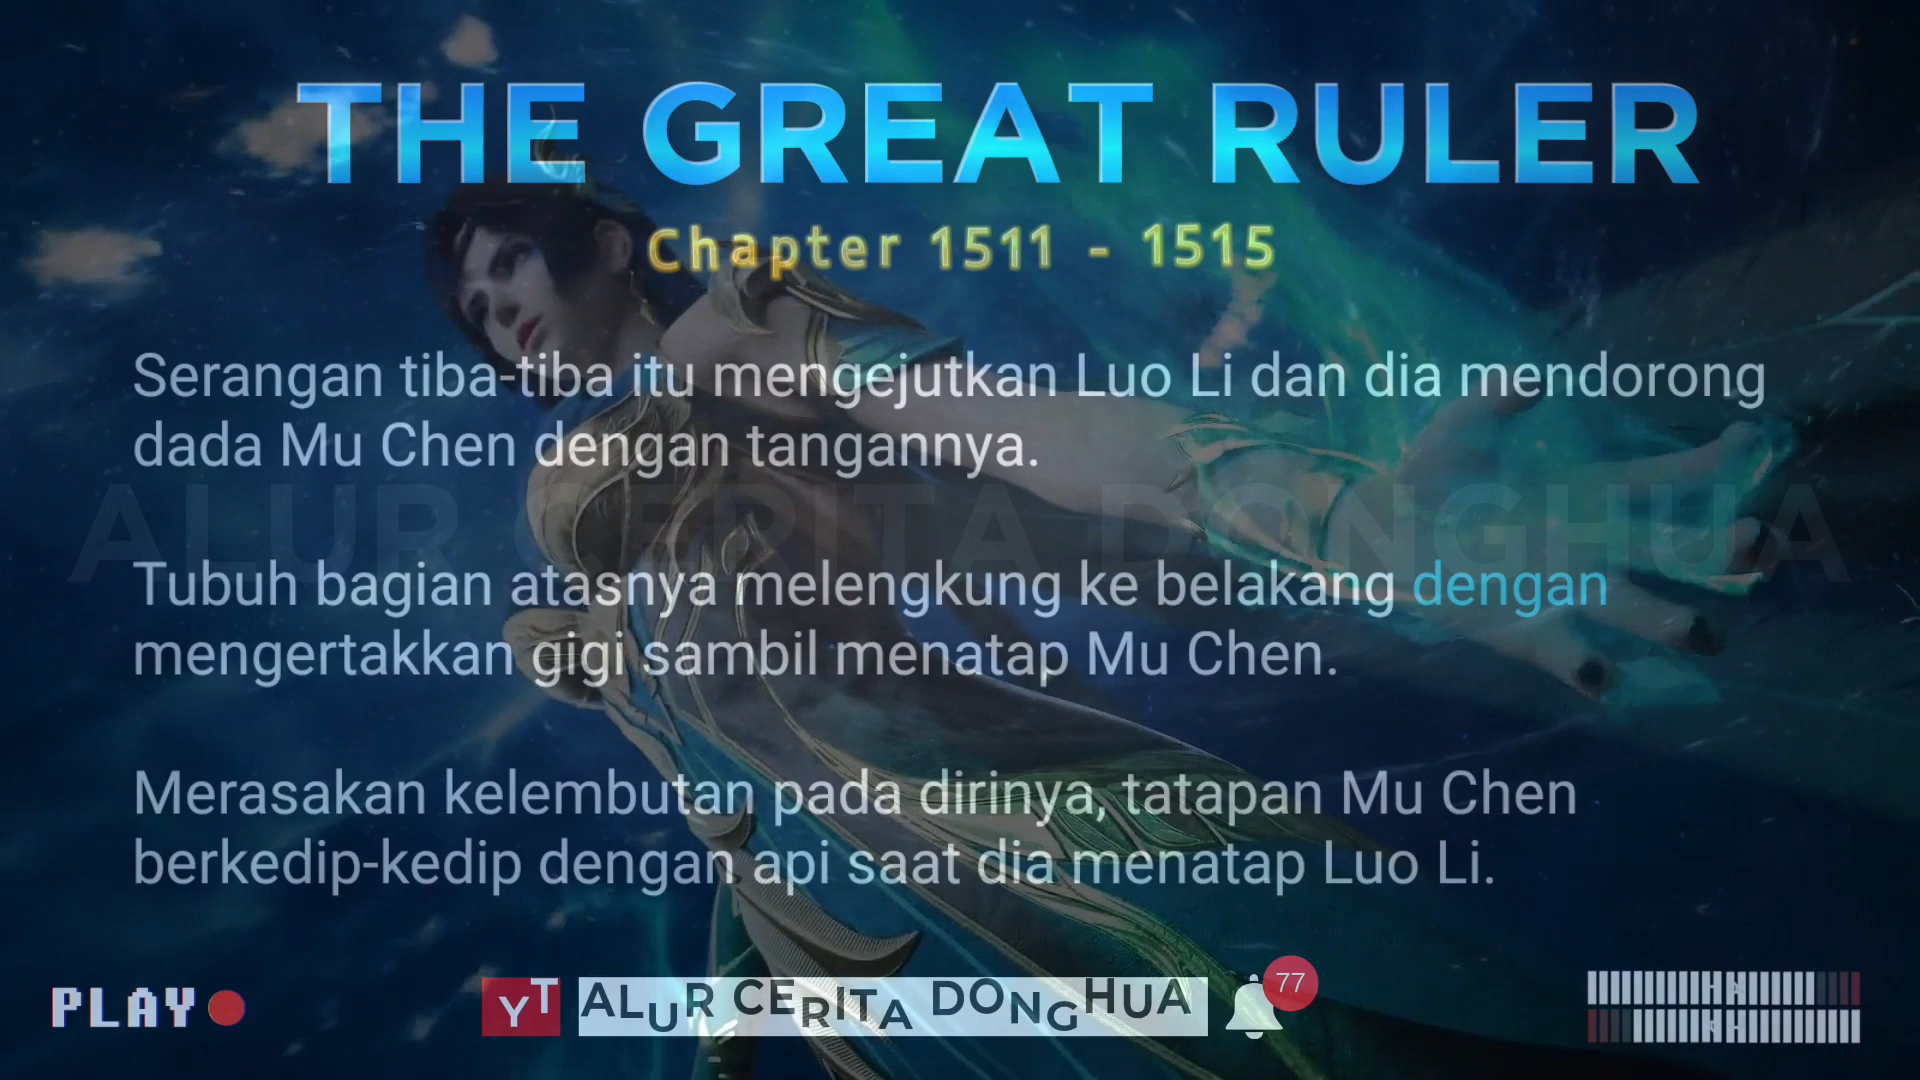 THE GREAT RULER
Chapter 1511 - 1515
Serangan tiba-tiba itu mengejutkan Luo Li dan dia mendorong
dada Mu Chen dengan tangannya.
ALUR CERITA DONGHUA
Tubuh bagian atasnya melengkung ke belakang dengan
mengertakkan gigi sambil menatap Mu Chen.
Merasakan kelembutan pada dirinya, tatapan Mu Chen
berkedip-kedip dengan api saat dia menatap Luo Li.
PLAY
YT ALUR CERITA DONGHUA 77